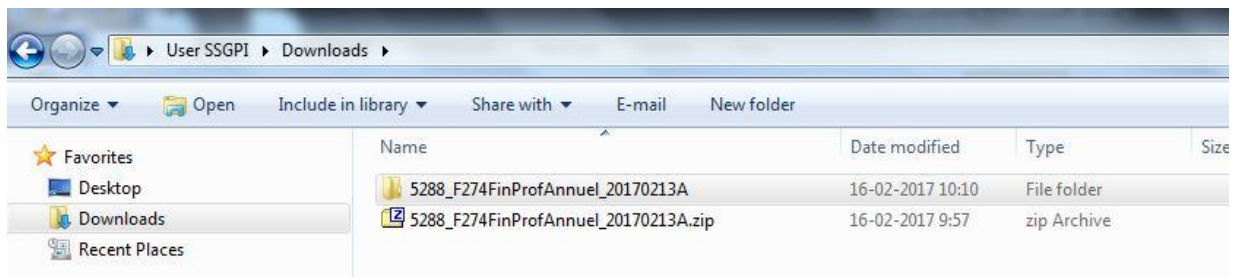 User SSGPI Downloads
Organize Open Include in library Share with E-mail New folder
Favorites
Desktop
Downloads
Recent Places
Name Date modified Type Size
5288_F274FinProfAnnuel_20170213A 16-02-2017 10:10 File folder
5288_F274FinProfAnnuel_20170213A.zip 16-02-2017 9:57 zip Archive